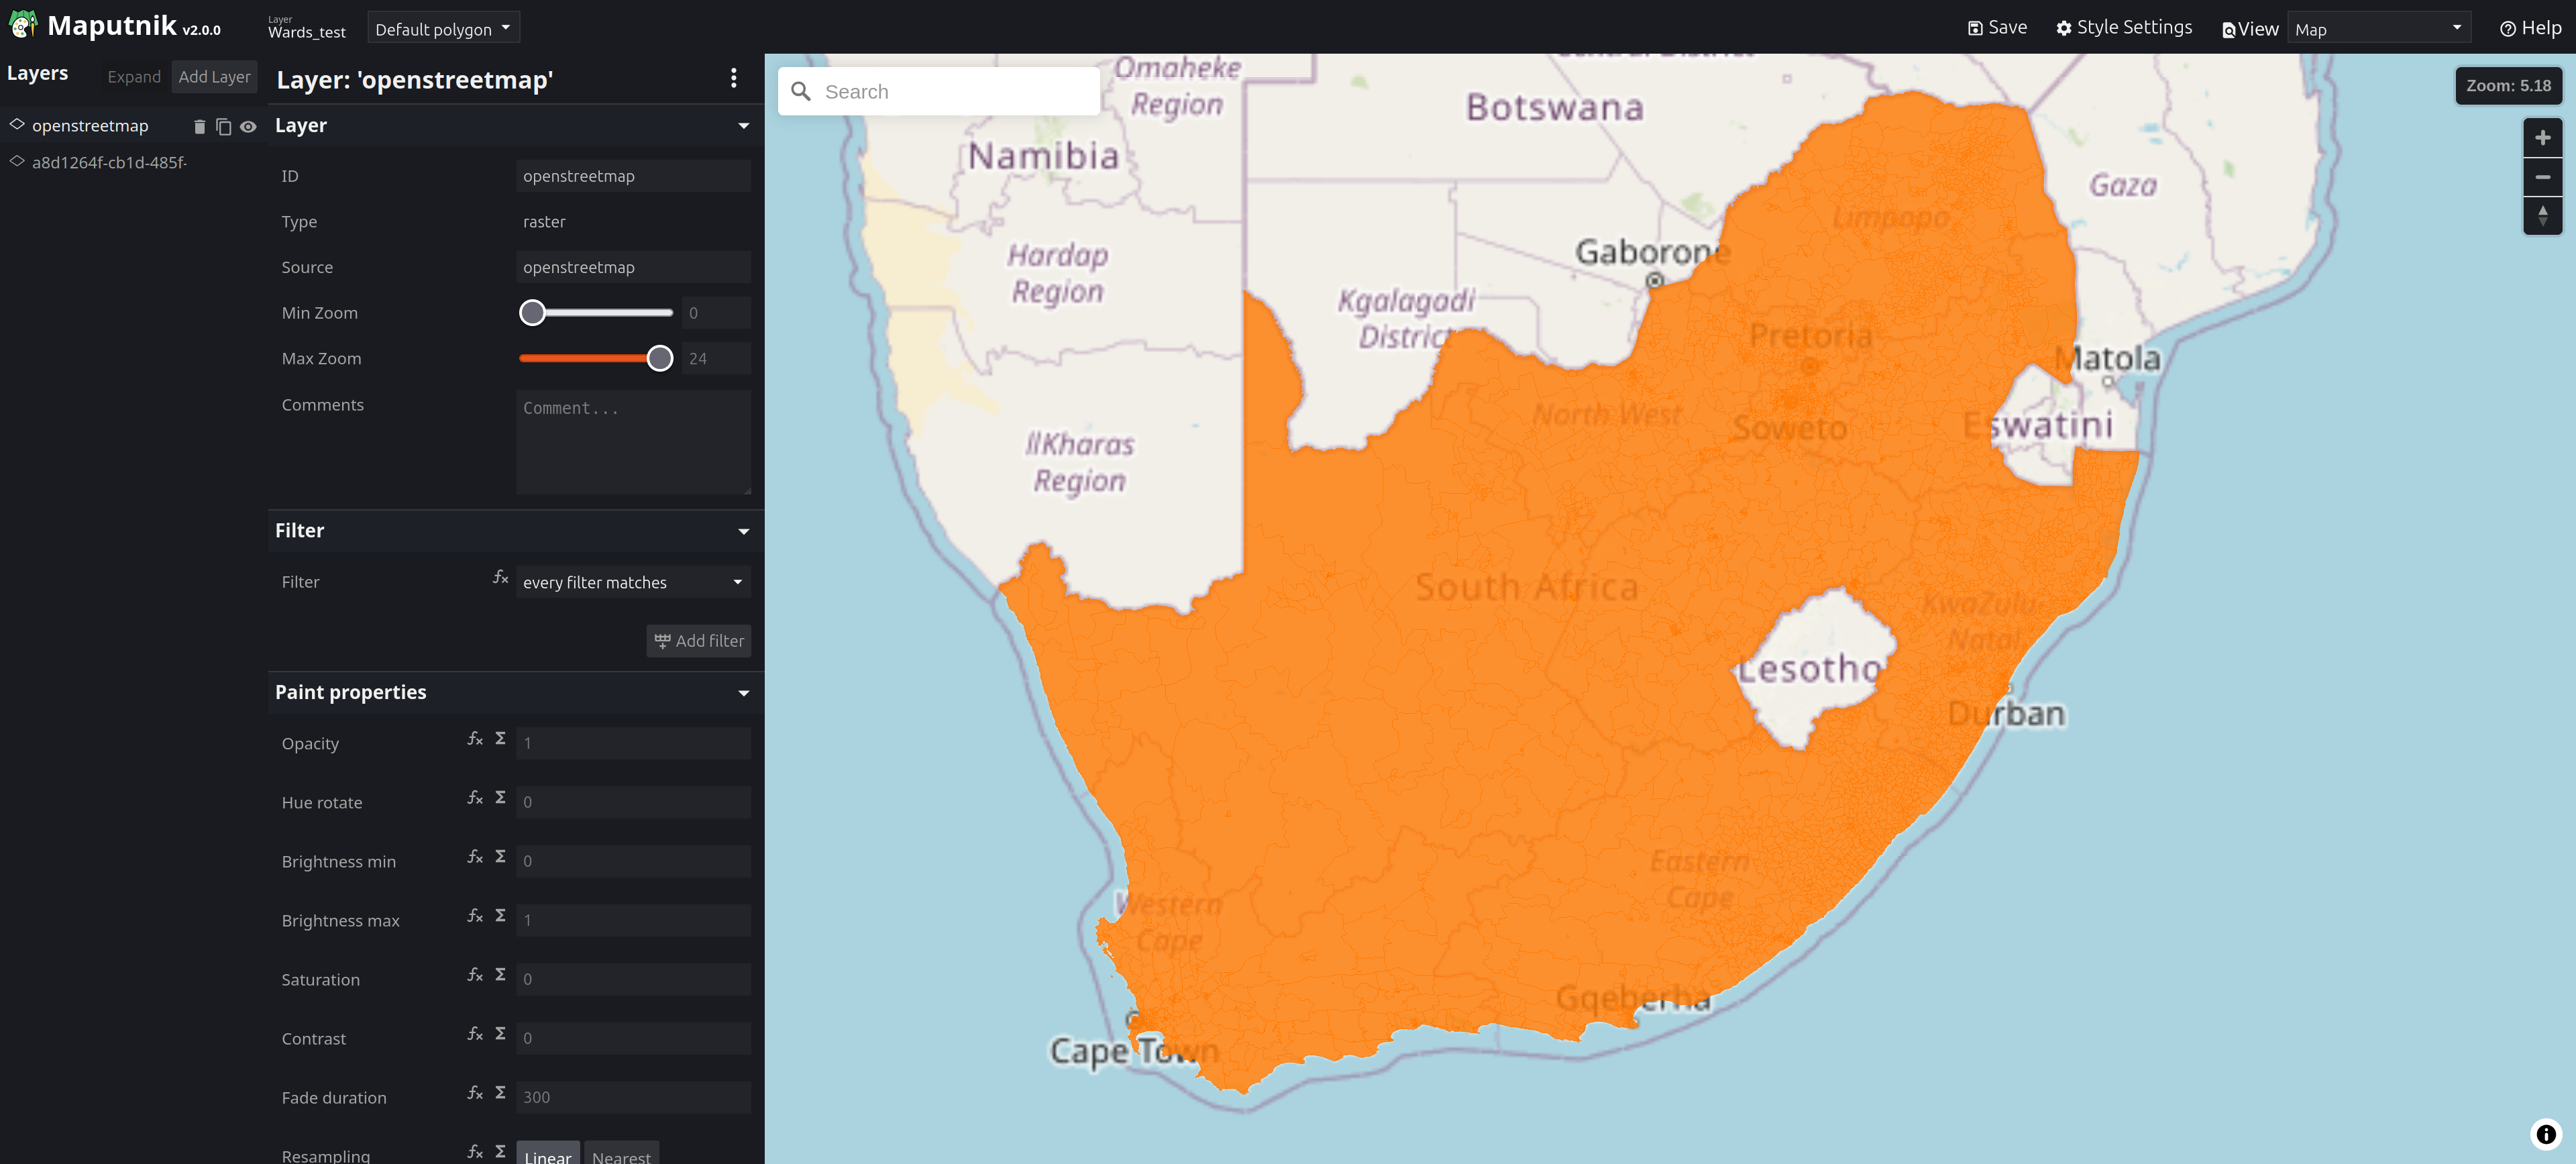 Maputnik v2.0.0
Layer
Wards_test
Default polygon
Save
Style Settings
View
Map
Help
Layers
Expand
Add Layer
openstreetmap
a8d1264f-cb1d-485f-
Layer: 'openstreetmap'
Layer
ID
openstreetmap
Type
raster
Source
openstreetmap
Min Zoom
0
Max Zoom
24
Comments
Comment...
Filter
Filter
every filter matches
Add filter
Paint properties
Opacity
1
Hue rotate
0
Brightness min
0
Brightness max
1
Saturation
0
Contrast
0
Fade duration
300
Resampling
Linear
Nearest
Search
Zoom: 5.18
Central District
Omaheke
Region
Botswana
Namibia
Gaza
Limpopo
Hardap
Region
Gaborone
Kgalagadi
District
Pretoria
Matola
North West
Soweto
Eswatini
ǁKharas
Region
South Africa
KwaZulu-
Natal
Lesotho
Durban
Eastern
Cape
Western
Cape
Gqeberha
Cape Town